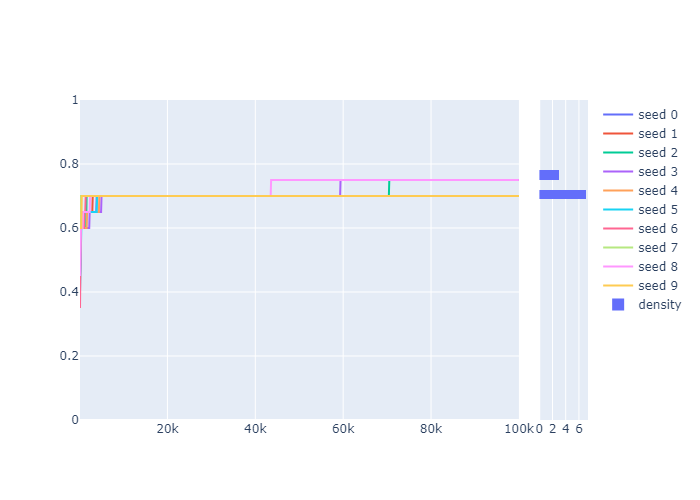 1
0.8
0.6
0.4
0.2
0
20k
40k
60k
80k
100k
0
2
4
6
seed 0
seed 1
seed 2
seed 3
seed 4
seed 5
seed 6
seed 7
seed 8
seed 9
density